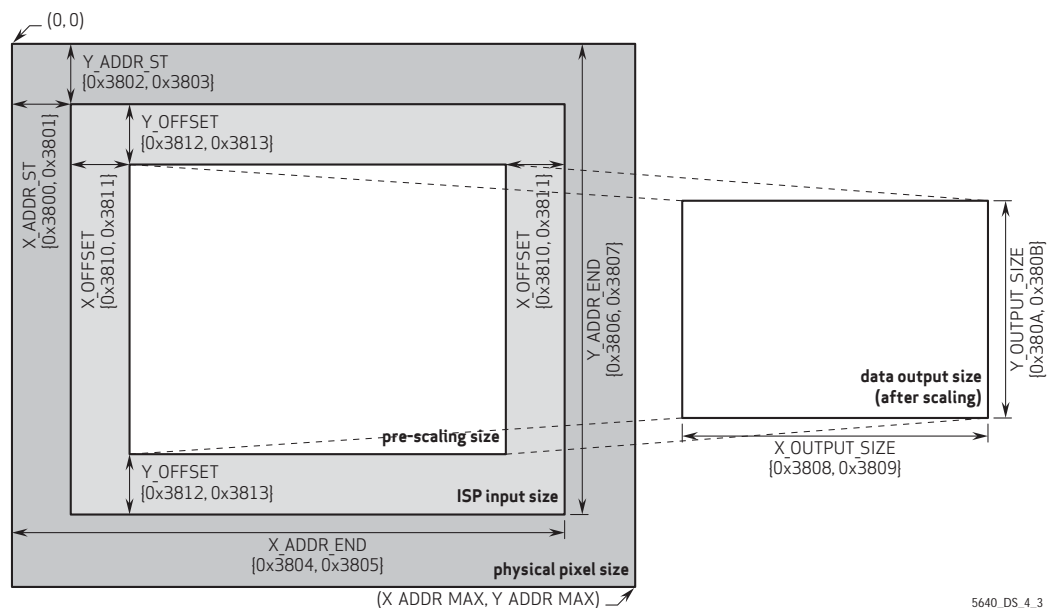 (0, 0)
Y_ADDR_ST
{0x3802, 0x3803}
X_ADDR_ST
{0x3800, 0x3801}
Y_OFFSET
{0x3812, 0x3813}
X_OFFSET
{0x3810, 0x3811}
X_OFFSET
{0x3810, 0x3811}
Y_ADDR_END
{0x3806, 0x3807}
pre-scaling size
Y_OFFSET
{0x3812, 0x3813}
ISP input size
X_ADDR_END
{0x3804, 0x3805}
physical pixel size
(X ADDR MAX, Y ADDR MAX)
data output size
(after scaling)
Y_OUTPUT_SIZE
{0x380A, 0x380B}
X_OUTPUT_SIZE
{0x3808, 0x3809}
5640_DS_4_3